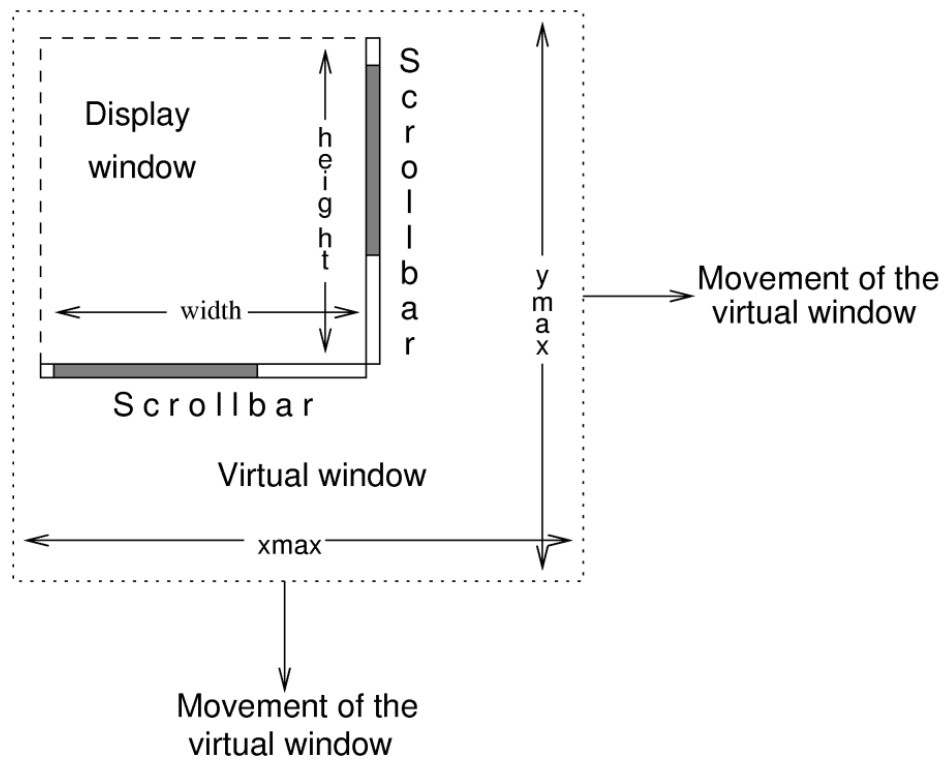 Display
window
height
Scrollbar
width
Scrollbar
ymax
Movement of the
virtual window
Virtual window
xmax
Movement of the
virtual window